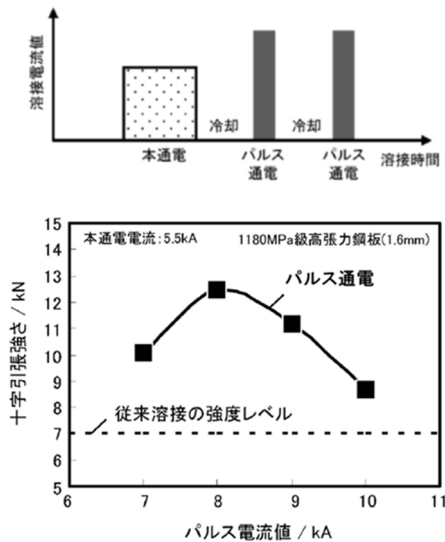 溶接電流値
冷却
冷却
本通電
パルス
通電
パルス
通電
溶接時間
15
14
13
12
11
10
9
8
7
6
5
十字引張強さ / kN
本通電電流:5.5kA
1180MPa級高張力鋼板(1.6mm)
パルス通電
従来溶接の強度レベル
6
7
8
9
10
11
パルス電流値 / kA